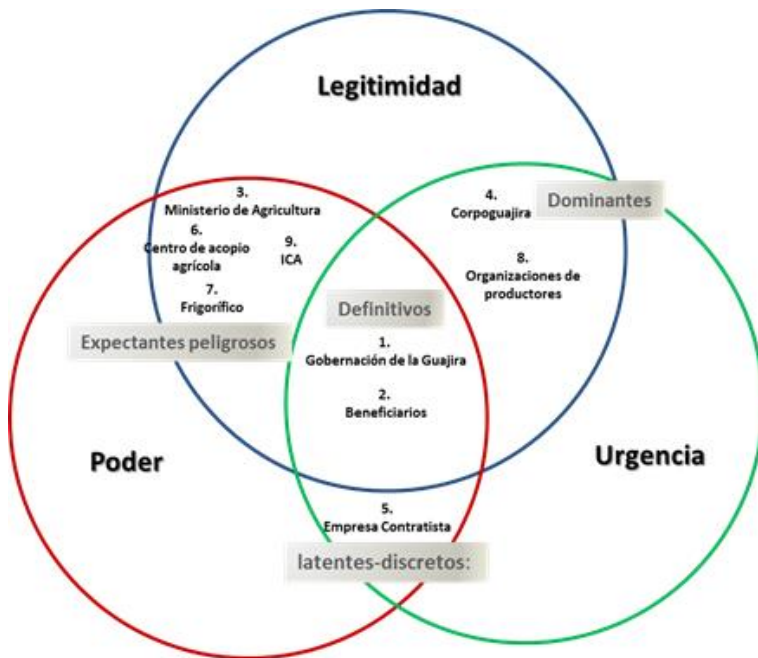 Legitimidad
3.
Ministerio de Agricultura
6.
Centro de acopio
agrícola
9.
ICA
7.
Frigorífico
Expectantes peligrosos
4.
Corpoguajira
Dominantes
8.
Organizaciones de
productores
Definitivos
1.
Gobernación de la Guajira
2.
Beneficiarios
Poder
Urgencia
5.
Empresa Contratista
latentes-discretos: